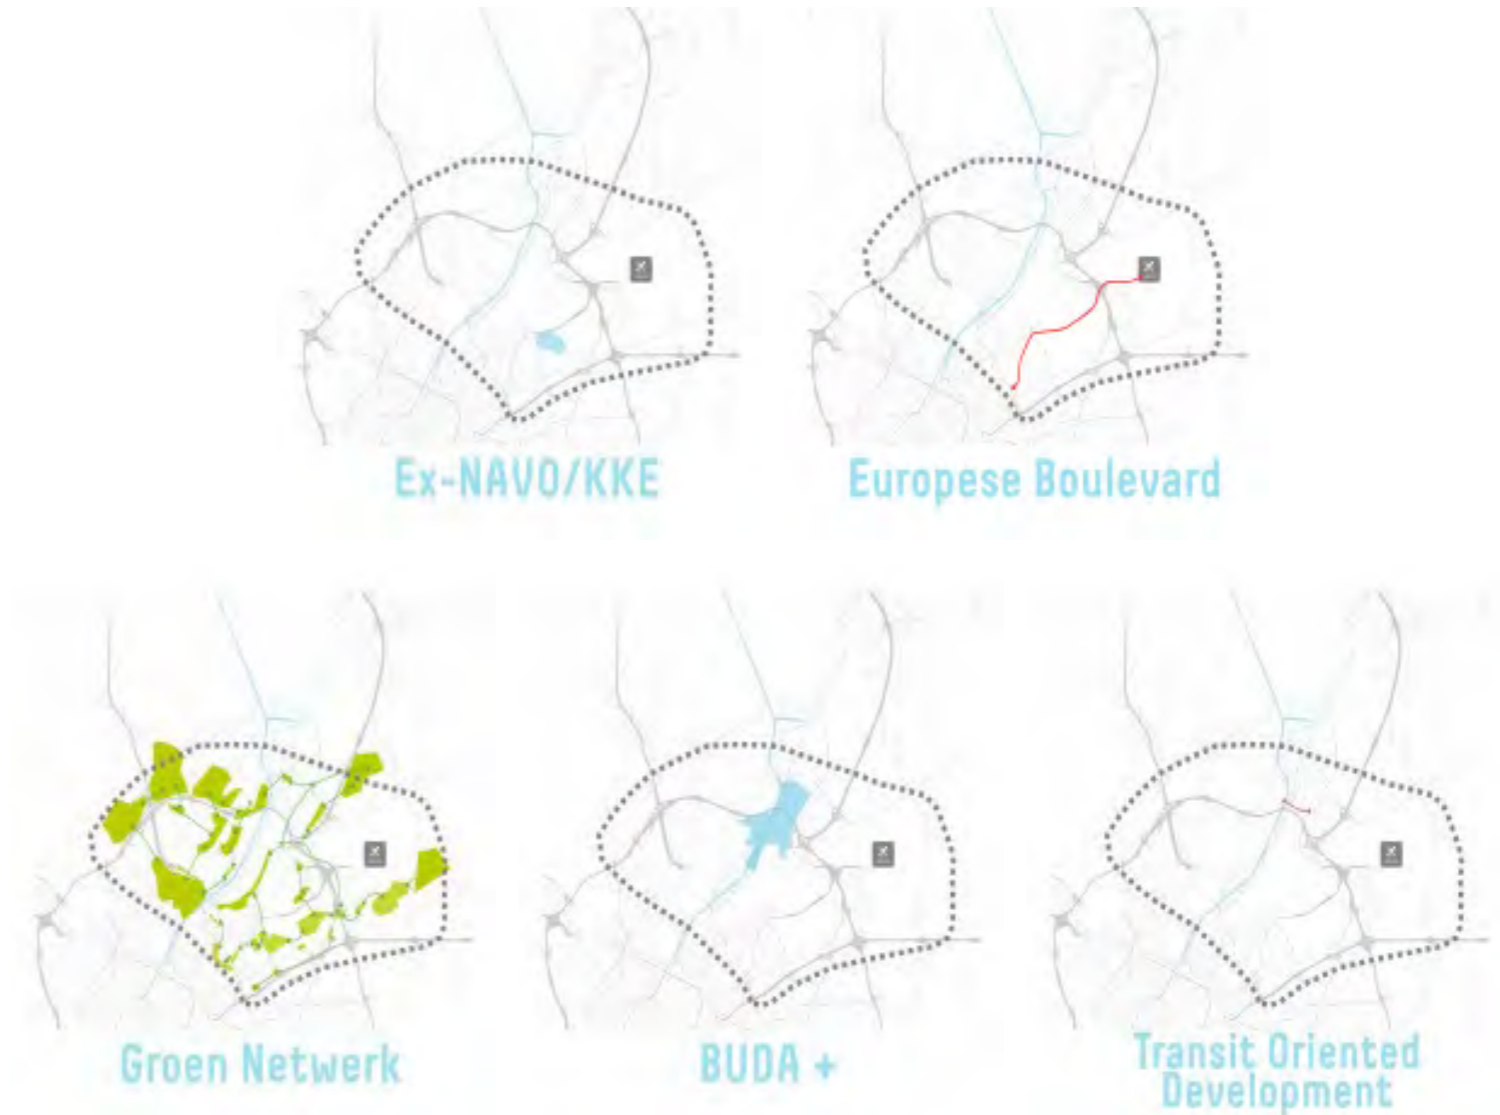 Ex-NAVO/KKE
Europese Boulevard
Groen Netwerk
BUDA +
Transit Oriented
Development